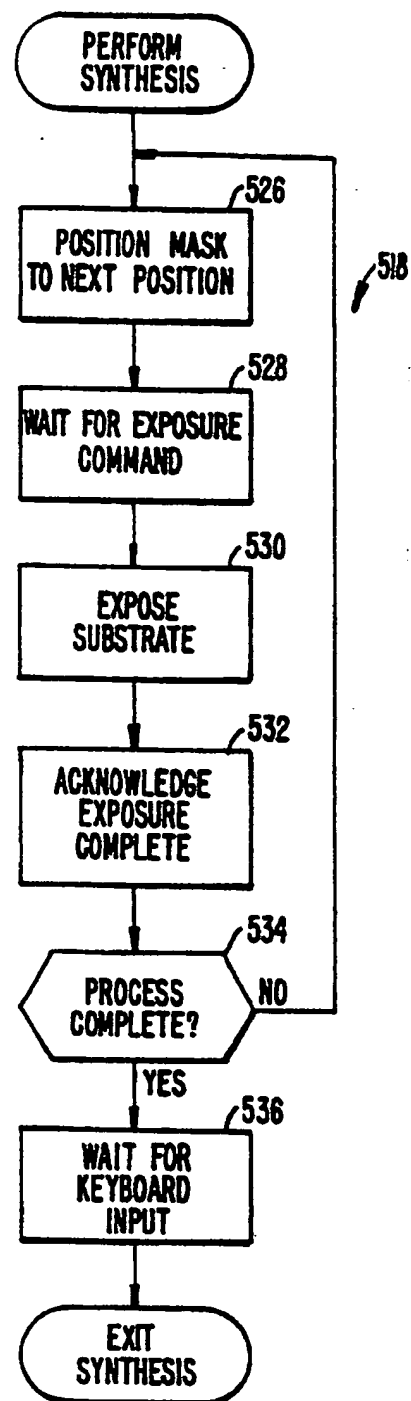 PERFORM
SYNTHESIS
526
POSITION MASK
TO NEXT POSITION
518
528
WAIT FOR EXPOSURE
COMMAND
530
EXPOSE
SUBSTRATE
532
ACKNOWLEDGE
EXPOSURE
COMPLETE
534
PROCESS
COMPLETE?
NO
YES
536
WAIT FOR
KEYBOARD
INPUT
EXIT
SYNTHESIS